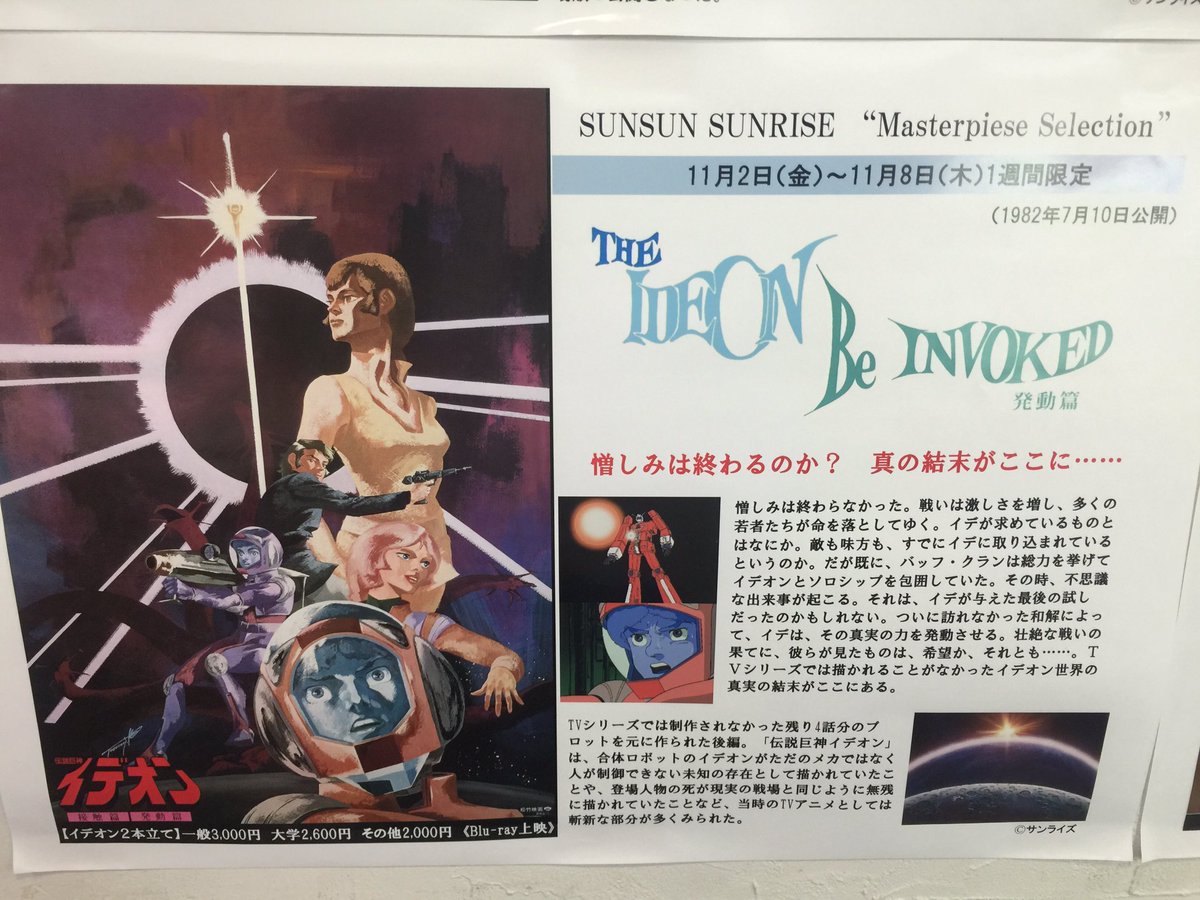 ©サンライズ
SUNSUN SUNRISE “Masterpiese Selection”
11月2日(金)～11月8日(木)1週間限定
(1982年7月10日公開)
THE IDEON
Be INVOKED
発動篇
憎しみは終わるのか？ 真の結末がここに……
憎しみは終わらなかった。戦いは激しさを増し、多くの
若者たちが命を落としてゆく。イデが求めているものと
はなにか。敵も味方も、すでにイデに取り込まれている
というのか。だが既に、バッフ・クランは総力を挙げて
イデオンとソロシップを包囲していた。その時、不思議
な出来事が起こる。それは、イデが与えた最後の試し
だったのかもしれない。ついに訪れなかった和解によっ
て、イデは、その真実の力を発動させる。壮絶な戦いの
果てに、彼らが見たものは、希望か、それとも……。Ｔ
Ｖシリーズでは描かれることがなかったイデオン世界の
真実の結末がここにある。
TVシリーズでは制作されなかった残り4話分のプ
ロットを元に作られた後編。「伝説巨神イデオン」
は、合体ロボットのイデオンがただのメカではなく
人が制御できない未知の存在として描かれていた
ことや、登場人物の死が現実の戦場と同じように無残
に描かれていたことなど、当時のTVアニメとしては
斬新な部分が多くみられた。
©サンライズ
伝説巨神
イデオン
接触篇 発動篇
松竹映画
【イデオン2本立て】一般3,000円 大学2,600円 その他2,000円 《Blu-ray上映》